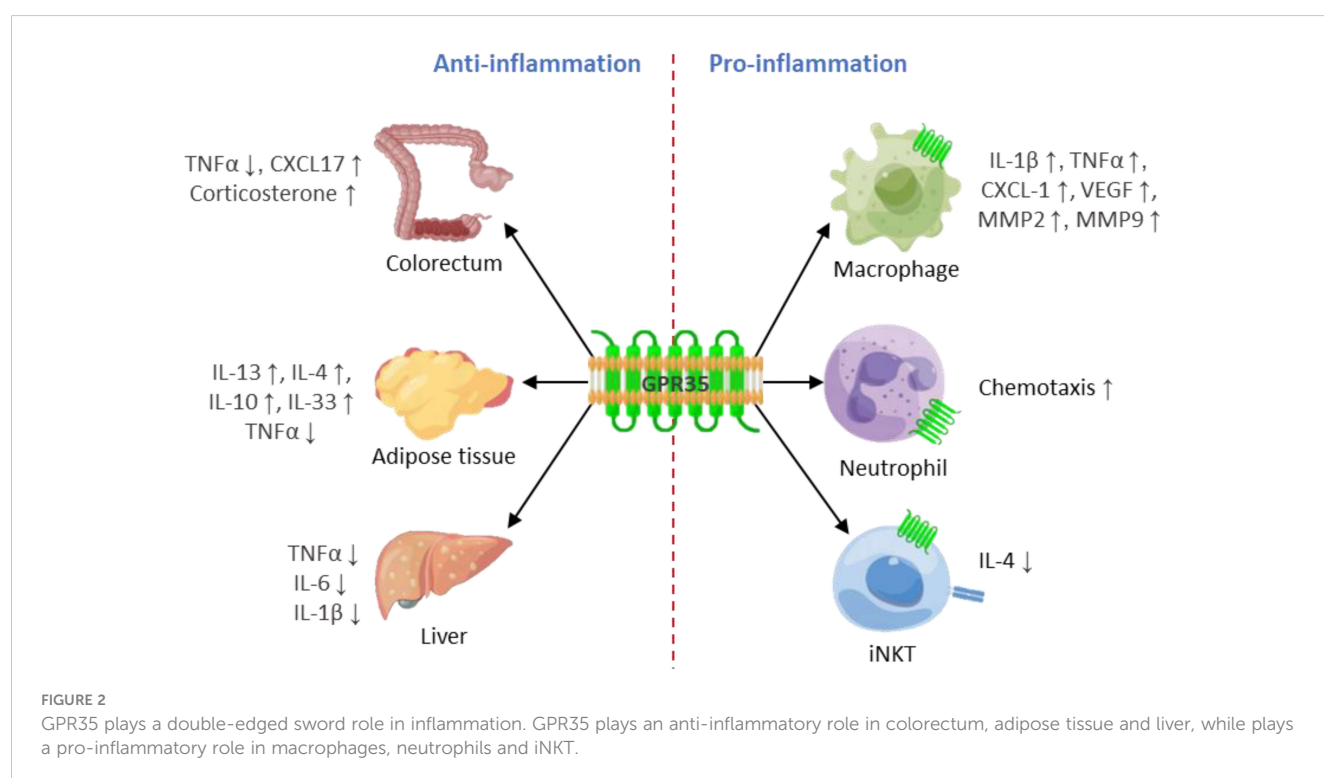 Anti-inflammation
Pro-inflammation
TNFα ↓, CXCL17 ↑
Corticosterone ↑
Colorectum
IL-1β ↑, TNFα ↑,
CXCL-1 ↑, VEGF ↑,
MMP2 ↑, MMP9 ↑
Macrophage
IL-13 ↑, IL-4 ↑,
IL-10 ↑, IL-33 ↑
TNFα ↓
Adipose tissue
GPR35
Chemotaxis ↑
Neutrophil
TNFα ↓
IL-6 ↓
IL-1β ↓
Liver
IL-4 ↓
iNKT
FIGURE 2
GPR35 plays a double-edged sword role in inflammation. GPR35 plays an anti-inflammatory role in colorectum, adipose tissue and liver, while plays
a pro-inflammatory role in macrophages, neutrophils and iNKT.